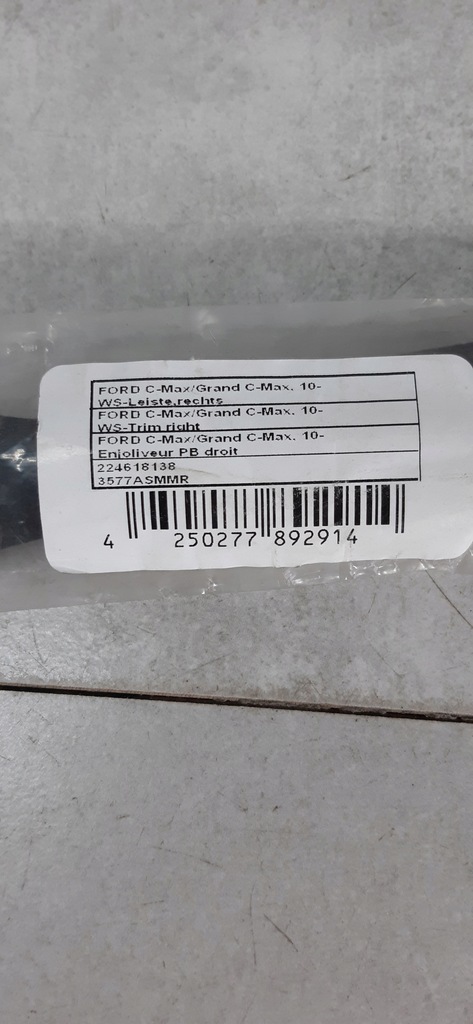 FORD C-Max/Grand C-Max. 10-
WS-Leiste,rechts
FORD C-Max/Grand C-Max. 10-
WS-Trim right
FORD C-Max/Grand C-Max. 10-
Enjoliveur PB droit
224618138
3577ASMMR
4 250277 892914